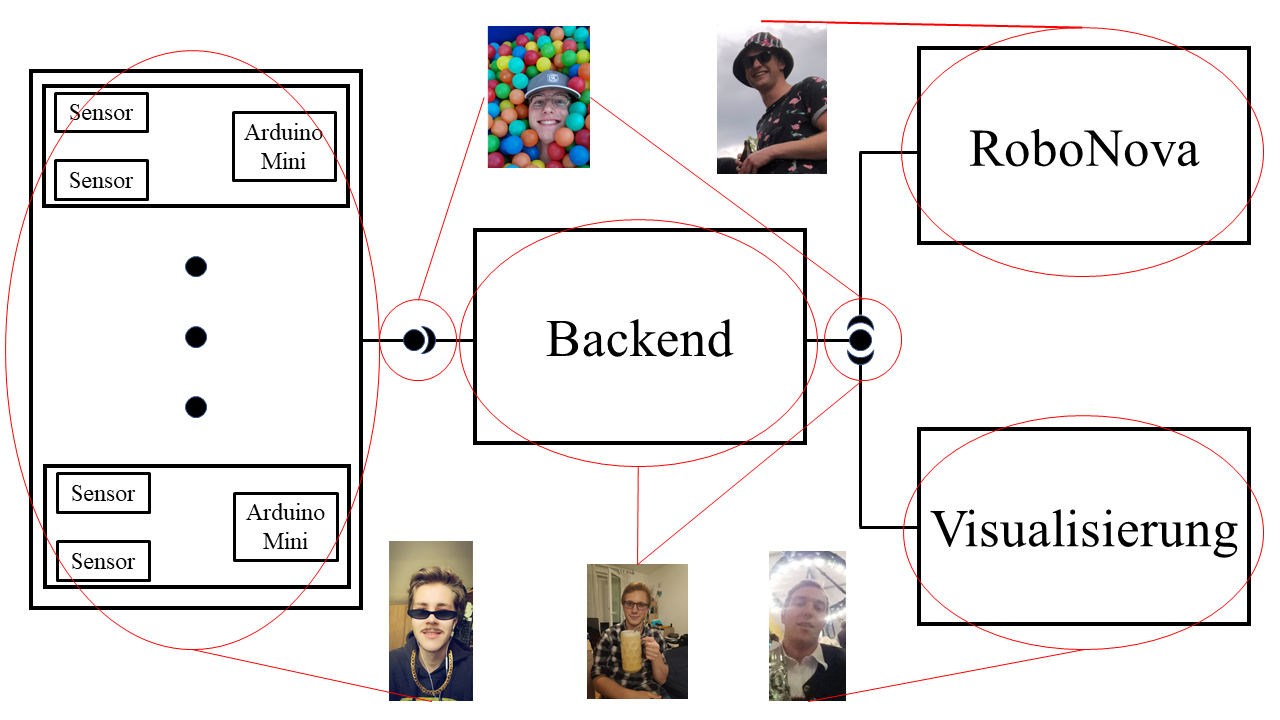 Sensor
Arduino
Mini
Sensor
RoboNova
Backend
Sensor
Arduino
Mini
Sensor
Visualisierung